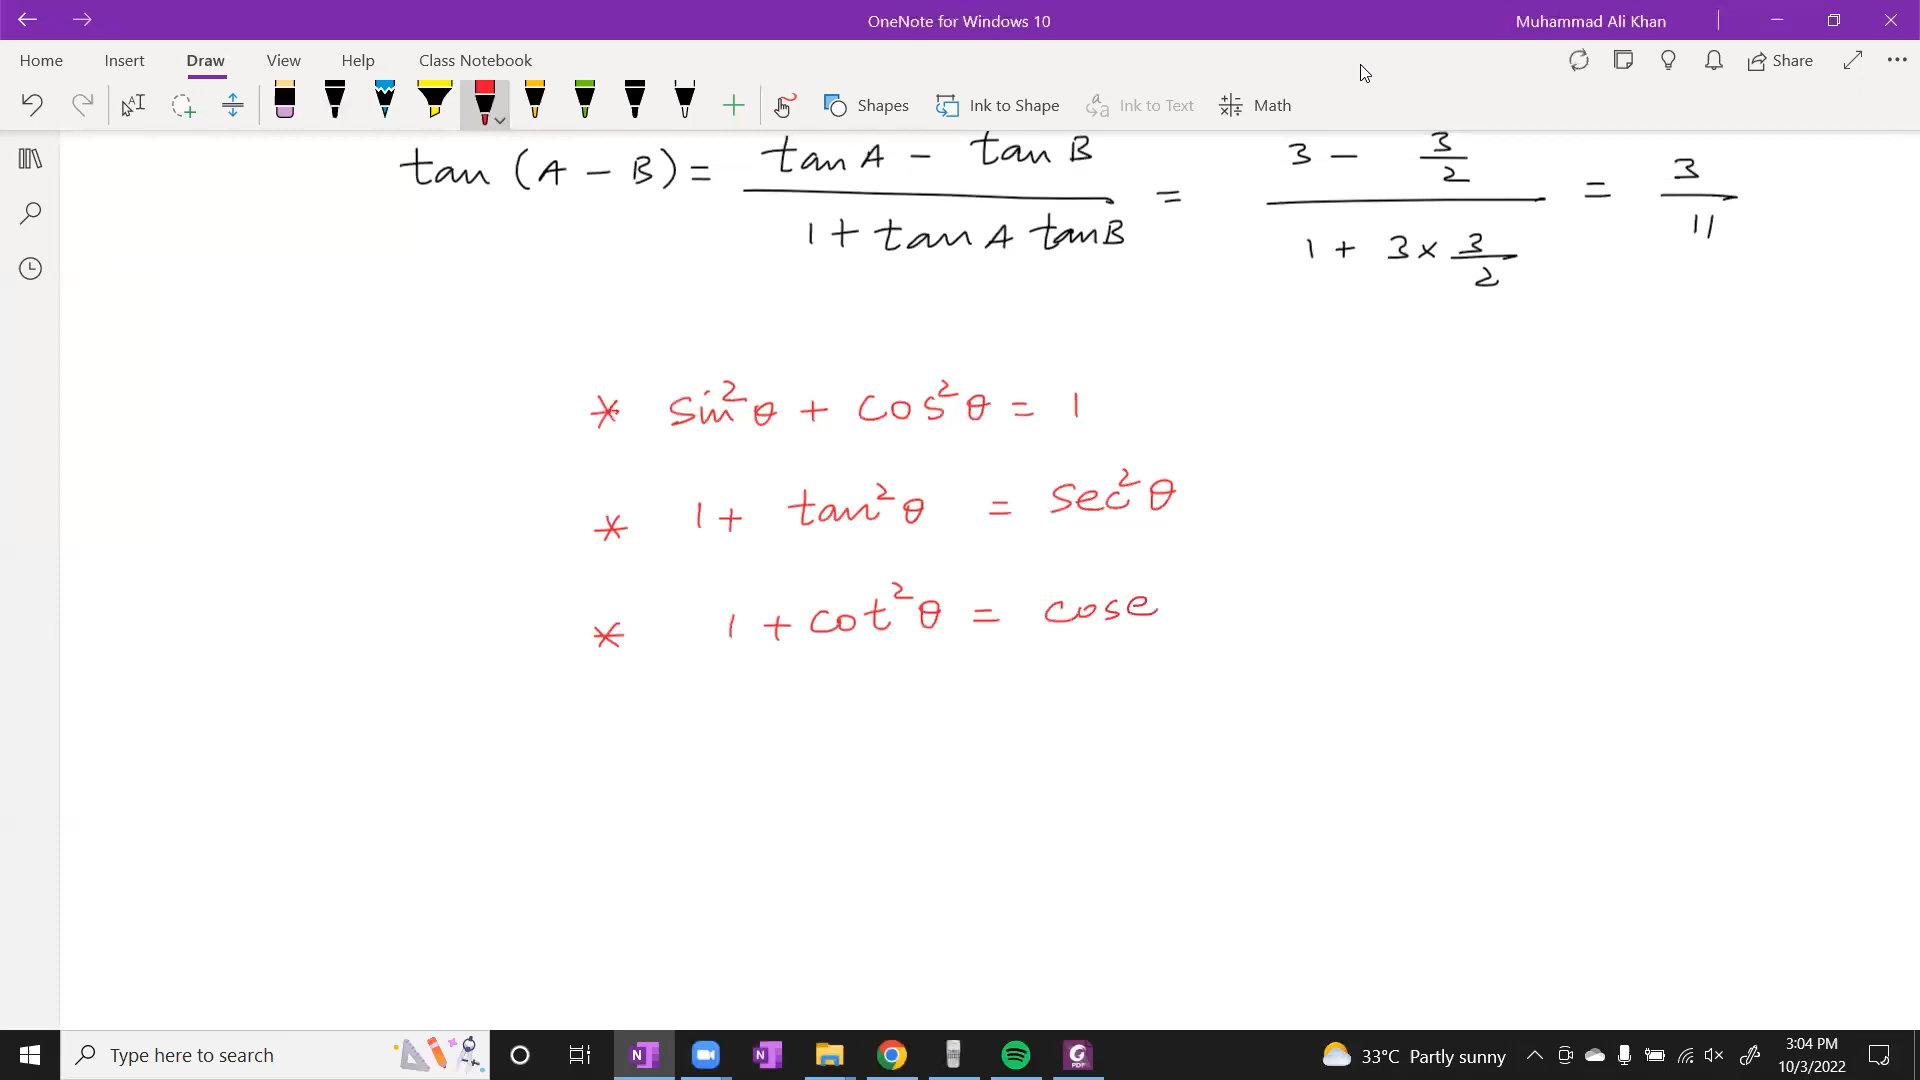 OneNote for Windows 10
Muhammad Ali Khan
Home Insert Draw View Help Class Notebook
Share
Shapes Ink to Shape Ink to Text Math
tan (A − B) = (tan A − tan B)/(1 + tan A tan B) = (3 − 3/2)/(1 + 3 × 3/2) = 3/11
* sin²θ + cos²θ = 1
* 1 + tan²θ = sec²θ
* 1 + cot²θ = cose
Type here to search
33°C Partly sunny
3:04 PM
10/3/2022